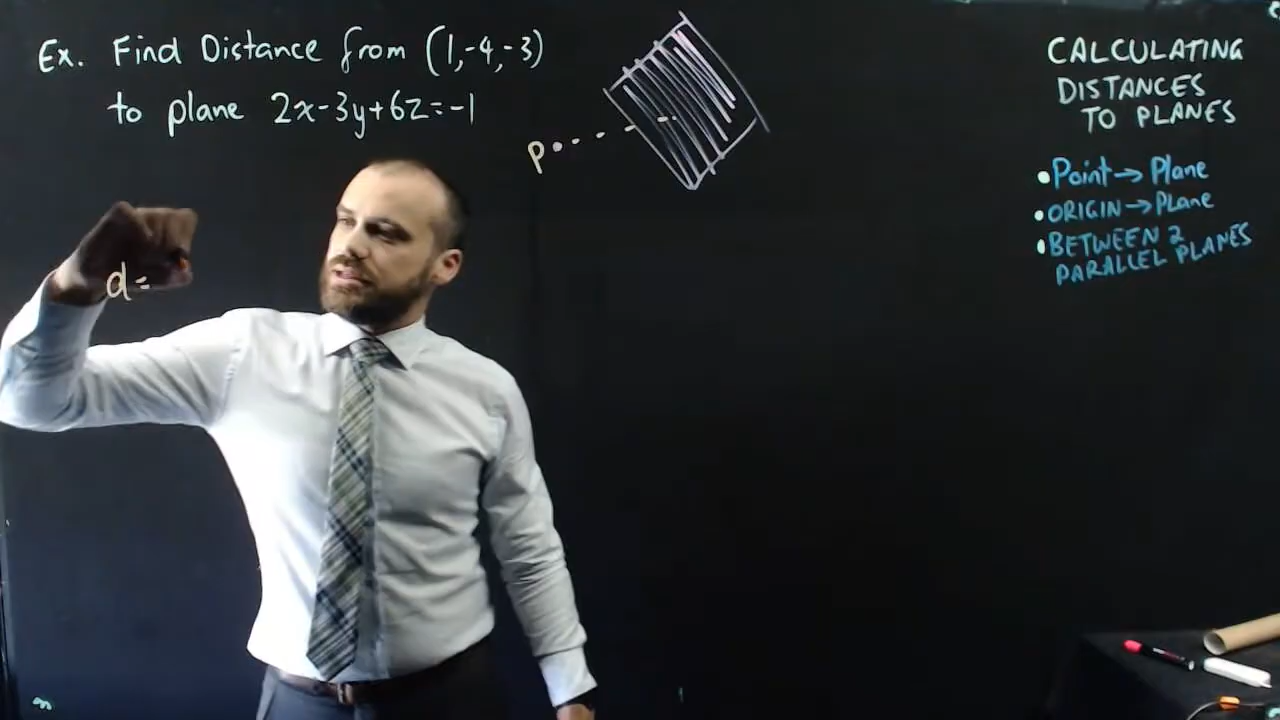 Ex. Find Distance from (1,-4,-3)
to plane 2x-3y+6z=-1
p
d=
CALCULATING
DISTANCES
TO PLANES
• Point → Plane
• ORIGIN → Plane
• BETWEEN 2
PARALLEL PLANES